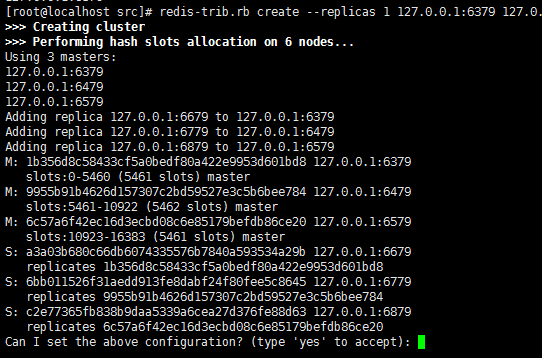 [root@localhost src]# redis-trib.rb create --replicas 1 127.0.0.1:6379 127.0.
>>> Creating cluster
>>> Performing hash slots allocation on 6 nodes...
Using 3 masters:
127.0.0.1:6379
127.0.0.1:6479
127.0.0.1:6579
Adding replica 127.0.0.1:6679 to 127.0.0.1:6379
Adding replica 127.0.0.1:6779 to 127.0.0.1:6479
Adding replica 127.0.0.1:6879 to 127.0.0.1:6579
M: 1b356d8c58433cf5a0bedf80a422e9953d601bd8 127.0.0.1:6379
slots:0-5460 (5461 slots) master
M: 9955b91b4626d157307c2bd59527e3c5b6bee784 127.0.0.1:6479
slots:5461-10922 (5462 slots) master
M: 6c57a6f42ec16d3ecbd08c6e85179befdb86ce20 127.0.0.1:6579
slots:10923-16383 (5461 slots) master
S: a3a03b680c66db6074335576b7840a593534a29b 127.0.0.1:6679
replicates 1b356d8c58433cf5a0bedf80a422e9953d601bd8
S: 6bb011526f31aedd913fe8dabf24f80fee5c8645 127.0.0.1:6779
replicates 9955b91b4626d157307c2bd59527e3c5b6bee784
S: c2e77365fb838b9daa5339a6cea27d376fe88d63 127.0.0.1:6879
replicates 6c57a6f42ec16d3ecbd08c6e85179befdb86ce20
Can I set the above configuration? (type 'yes' to accept):